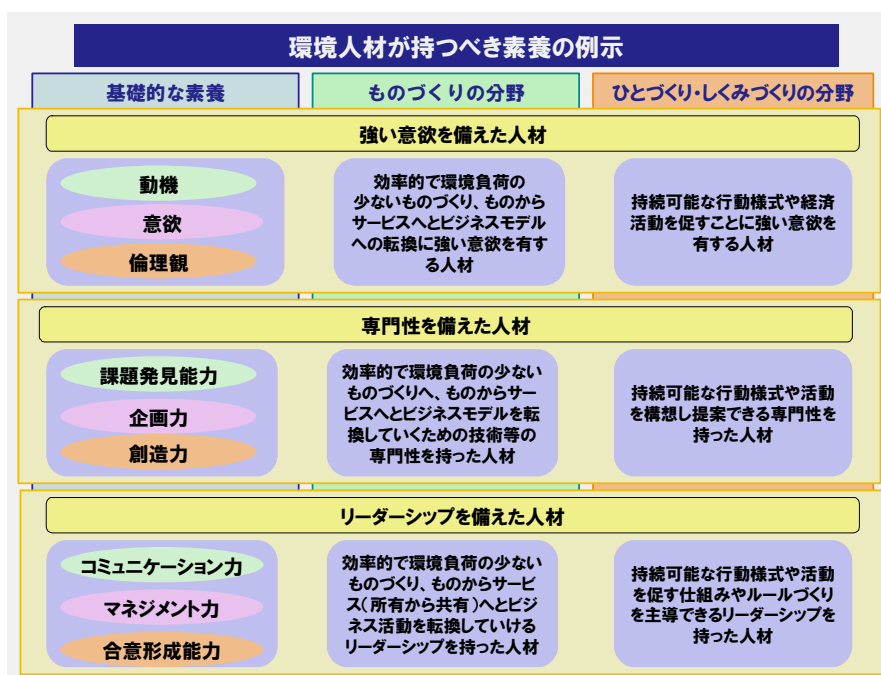 環境人材が持つべき素養の例示
基礎的な素養
ものづくりの分野
ひとづくり・しくみづくりの分野
強い意欲を備えた人材
動機
意欲
倫理観
効率的で環境負荷の
少ないものづくり、ものから
サービスへとビジネスモデル
への転換に強い意欲を有す
る人材
持続可能な行動様式や経済
活動を促すことに強い意欲を
有する人材
専門性を備えた人材
課題発見能力
企画力
創造力
効率的で環境負荷の少ない
ものづくりへ、ものからサー
ビスへとビジネスモデルを転
換していくための技術等の
専門性を持った人材
持続可能な行動様式や活動
を構想し提案できる専門性を
持った人材
リーダーシップを備えた人材
コミュニケーション力
マネジメント力
合意形成能力
効率的で環境負荷の少ない
ものづくり、ものからサービ
ス(所有から共有)へとビジ
ネス活動を転換していける
リーダーシップを持った人材
持続可能な行動様式や活動
を促す仕組みやルールづくり
を主導できるリーダーシップを
持った人材